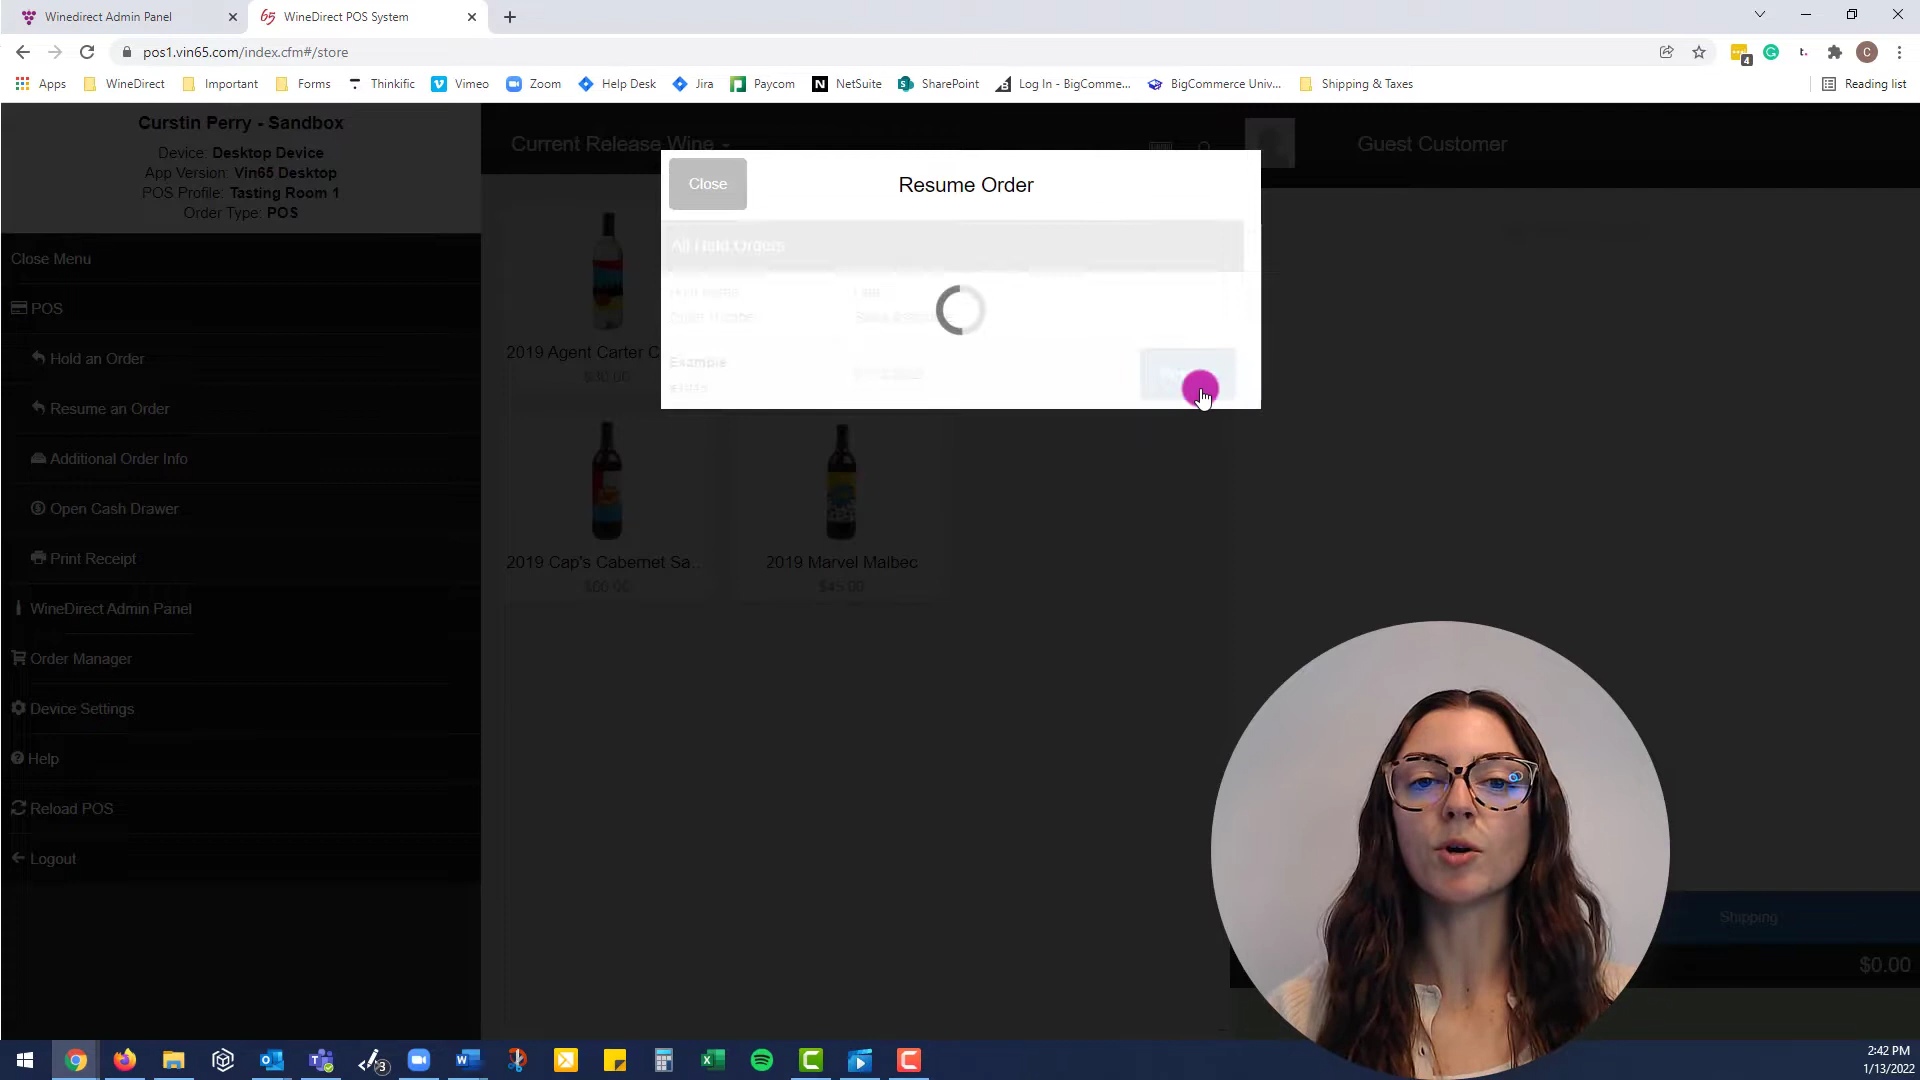 Winedirect Admin Panel
65 WineDirect POS System
pos1.vin65.com/index.cfm#/store
4
C
Apps WineDirect Important Forms Thinkific Vimeo Zoom Help Desk Jira Paycom NetSuite SharePoint Log In - BigComme... BigCommerce Univ... Shipping & Taxes Reading list
Curstin Perry - Sandbox
Device: Desktop Device
App Version: Vin65 Desktop
POS Profile: Tasting Room 1
Order Type: POS
Close Menu
POS
Hold an Order
Resume an Order
Additional Order Info
Open Cash Drawer
Print Receipt
WineDirect Admin Panel
Order Manager
Device Settings
Help
Reload POS
Logout
Current Release Wine
Guest Customer
Close
Resume Order
All Held Orders
Example
2019 Agent Carter C
$30.00
2019 Cap's Cabernet Sa..
2019 Marvel Malbec
$45.00
Shipping
$0.00
3
2:42 PM
1/13/2022